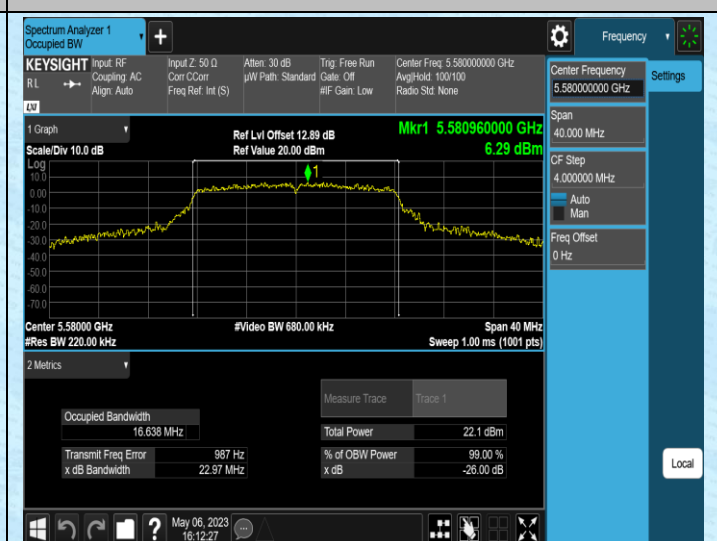 Spectrum Analyzer 1
Occupied BW
+
Frequency
KEYSIGHT
RL
LXI
Input: RF
Coupling: AC
Align: Auto
Input Z: 50 Ω
Corr CCorr
Freq Ref: Int (S)
Atten: 30 dB
µW Path: Standard
Trig: Free Run
Gate: Off
#IF Gain: Low
Center Freq: 5.580000000 GHz
Avg|Hold: 100/100
Radio Std: None
Center Frequency
5.580000000 GHz
Settings
Span
40.000 MHz
CF Step
4.000000 MHz
Auto
Man
Freq Offset
0 Hz
1 Graph
Scale/Div 10.0 dB
Ref Lvl Offset 12.89 dB
Ref Value 20.00 dBm
Mkr1 5.580960000 GHz
6.29 dBm
Log
10.0
0.00
-10.0
-20.0
-30.0
-40.0
-50.0
-60.0
-70.0
1
Center 5.58000 GHz
#Video BW 680.00 kHz
Span 40 MHz
#Res BW 220.00 kHz
Sweep 1.00 ms (1001 pts)
2 Metrics
Measure Trace
Trace 1
Occupied Bandwidth
16.638 MHz
Total Power
22.1 dBm
Transmit Freq Error
987 Hz
% of OBW Power
99.00 %
x dB Bandwidth
22.97 MHz
x dB
-26.00 dB
Local
?
May 06, 2023
16:12:27